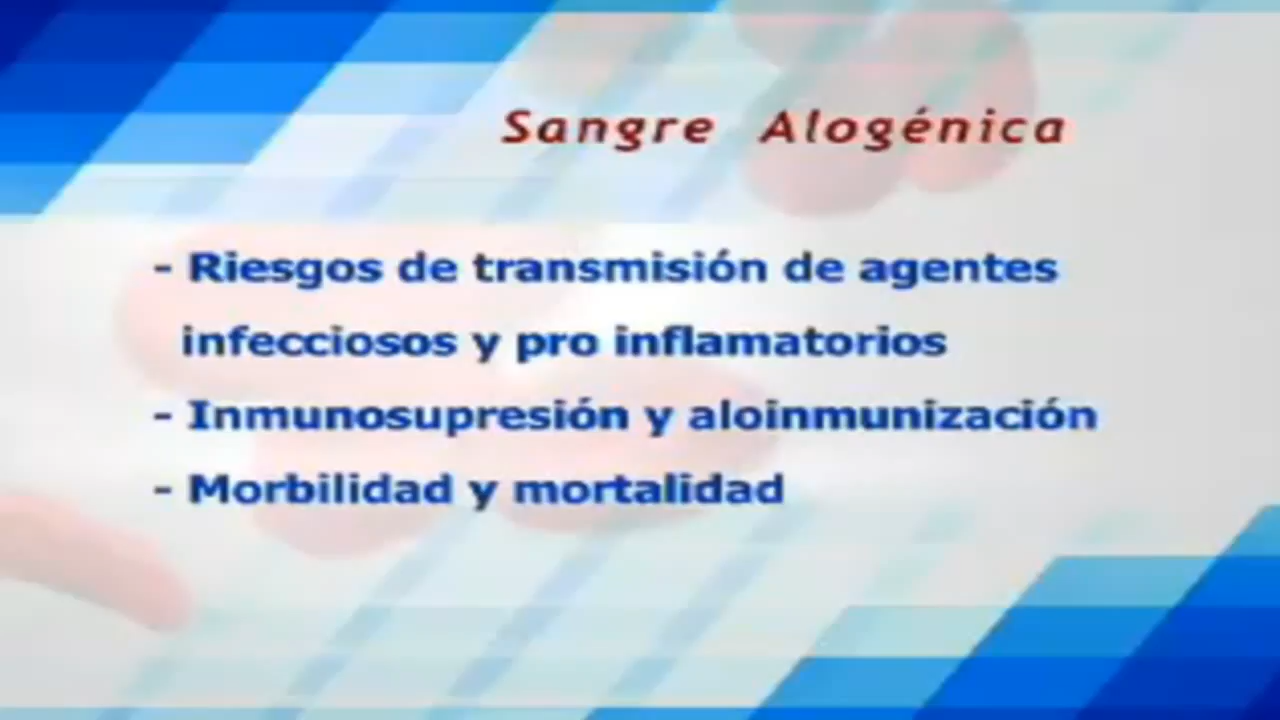 Sangre Alogénica
- Riesgos de transmisión de agentes
infecciosos y pro inflamatorios
- Inmunosupresión y aloinmunización
- Morbilidad y mortalidad